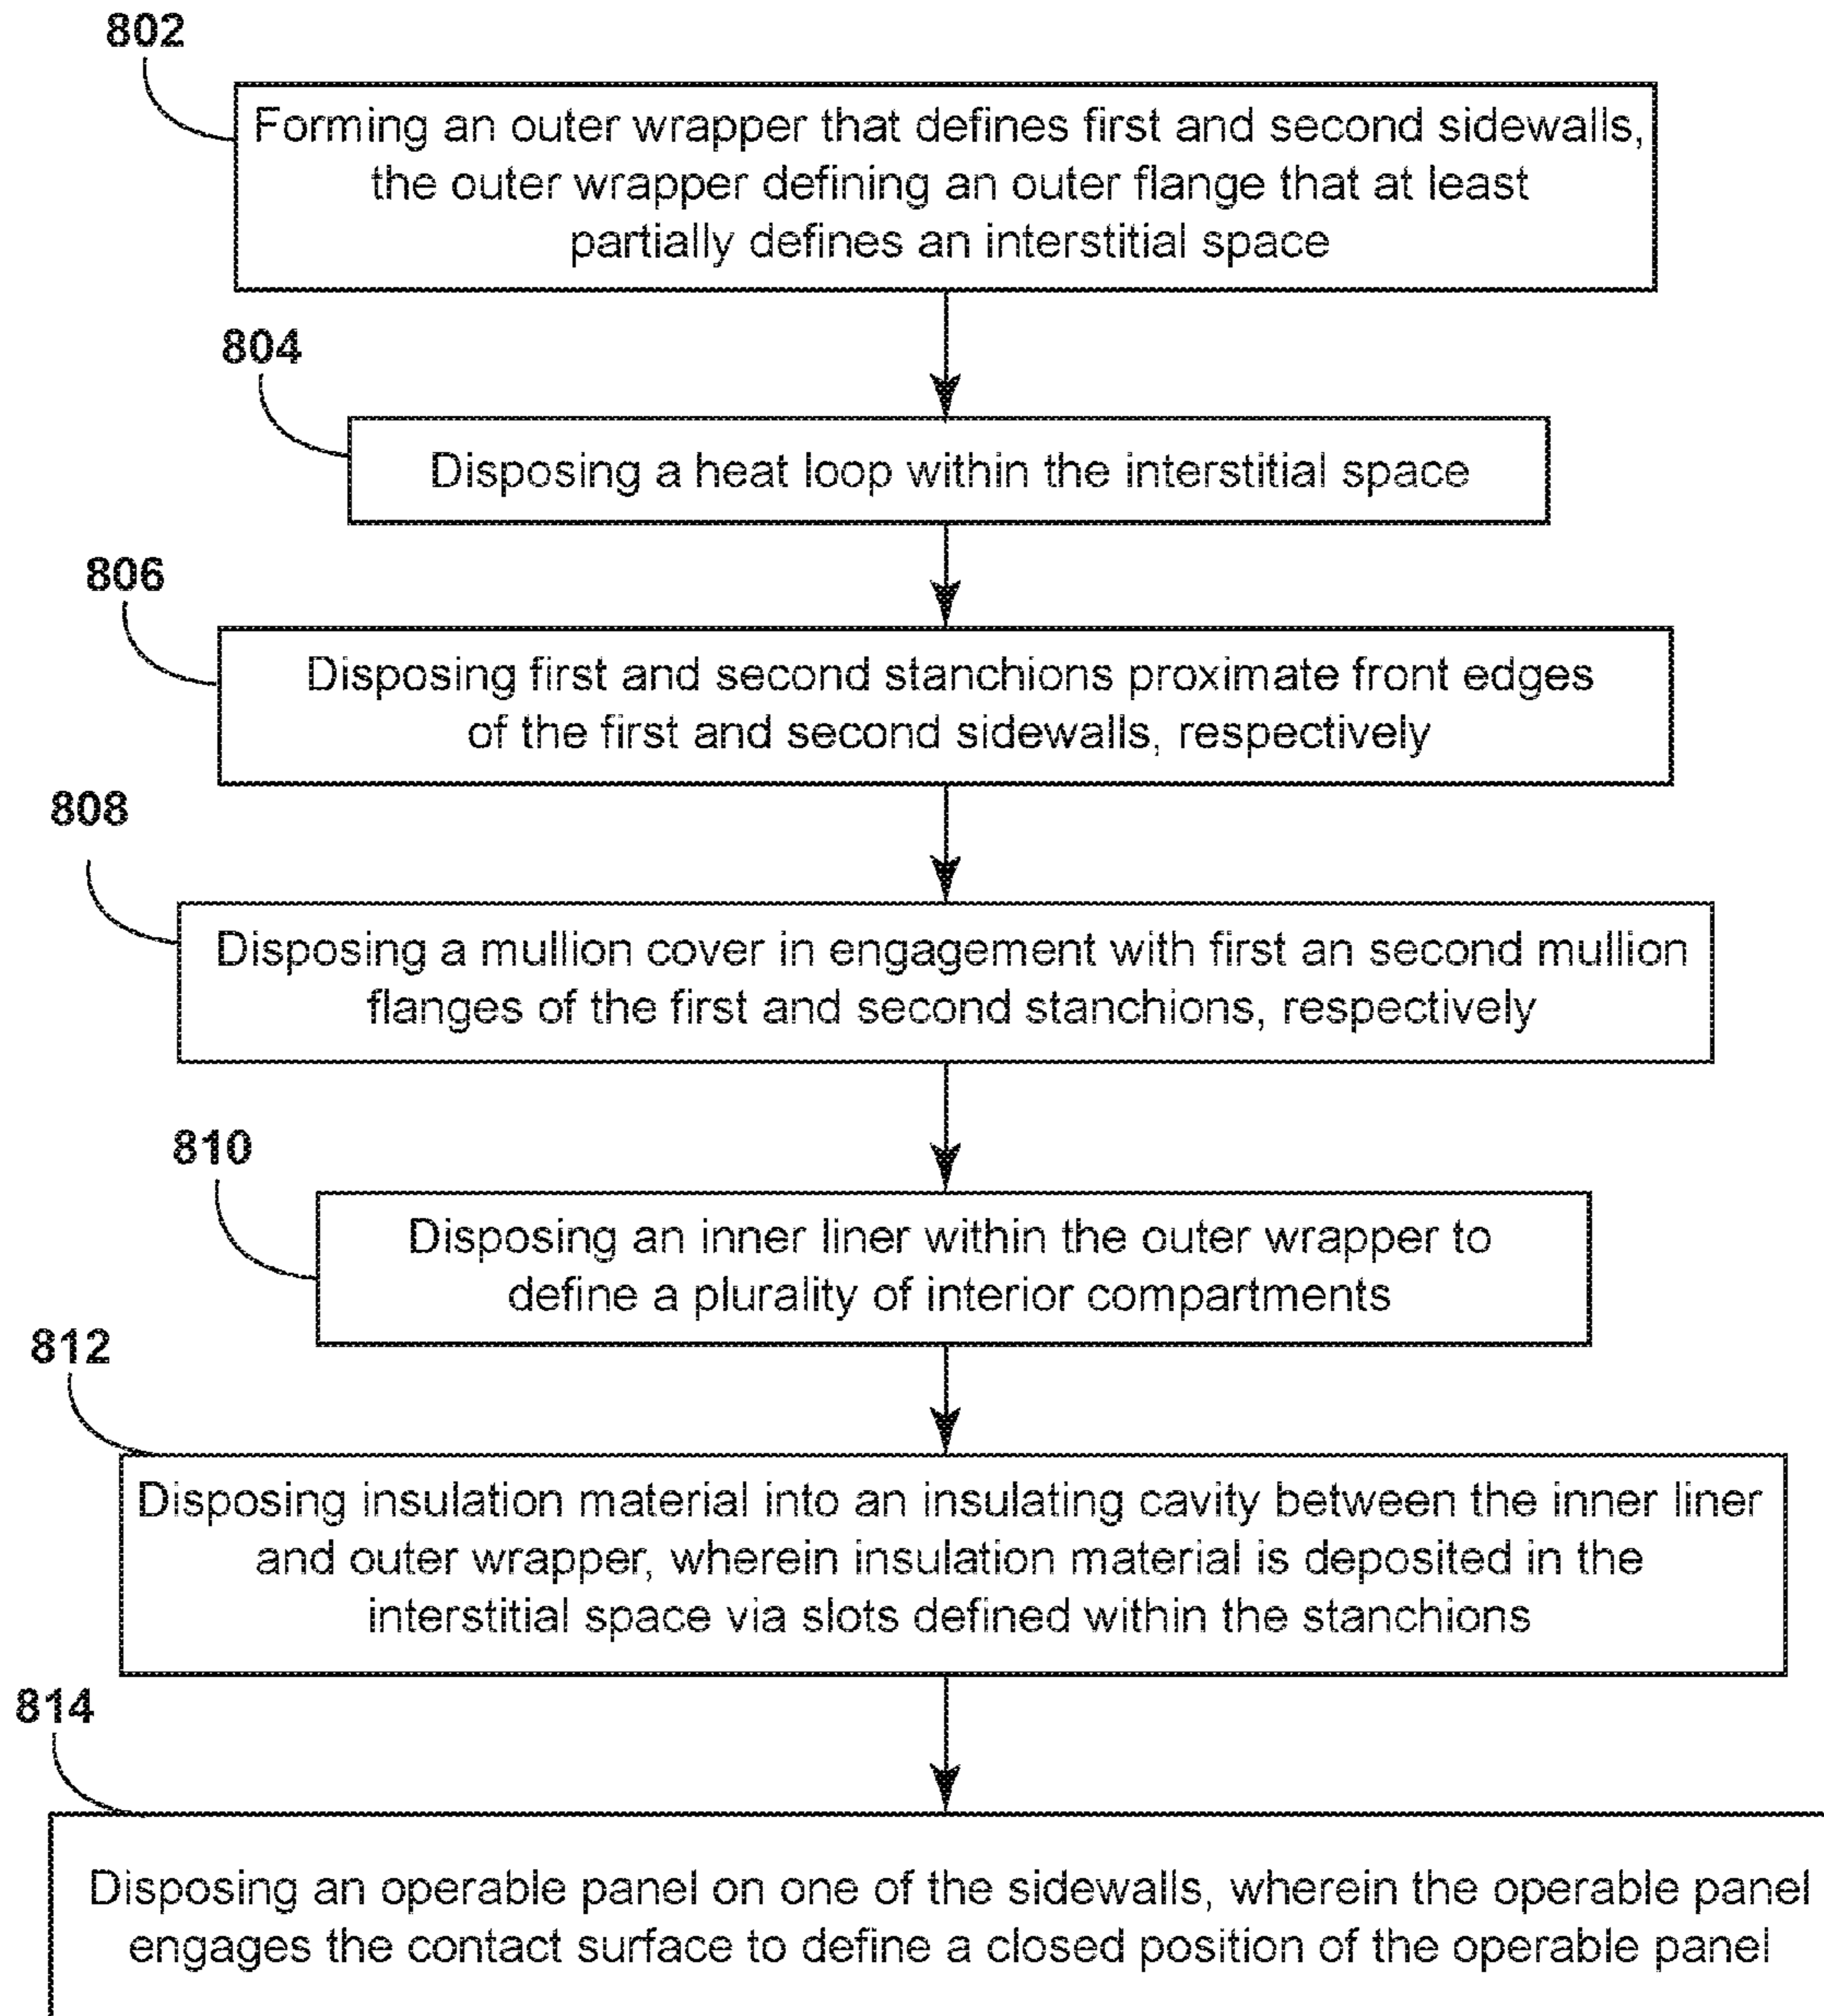 802
Forming an outer wrapper that defines first and second sidewalls,
the outer wrapper defining an outer flange that at least
partially defines an interstitial space
804
Disposing a heat loop within the interstitial space
806
Disposing first and second stanchions proximate front edges
of the first and second sidewalls, respectively
808
Disposing a mullion cover in engagement with first an second mullion
flanges of the first and second stanchions, respectively
810
Disposing an inner liner within the outer wrapper to
define a plurality of interior compartments
812
Disposing insulation material into an insulating cavity between the inner liner
and outer wrapper, wherein insulation material is deposited in the
interstitial space via slots defined within the stanchions
814
Disposing an operable panel on one of the sidewalls, wherein the operable panel
engages the contact surface to define a closed position of the operable panel